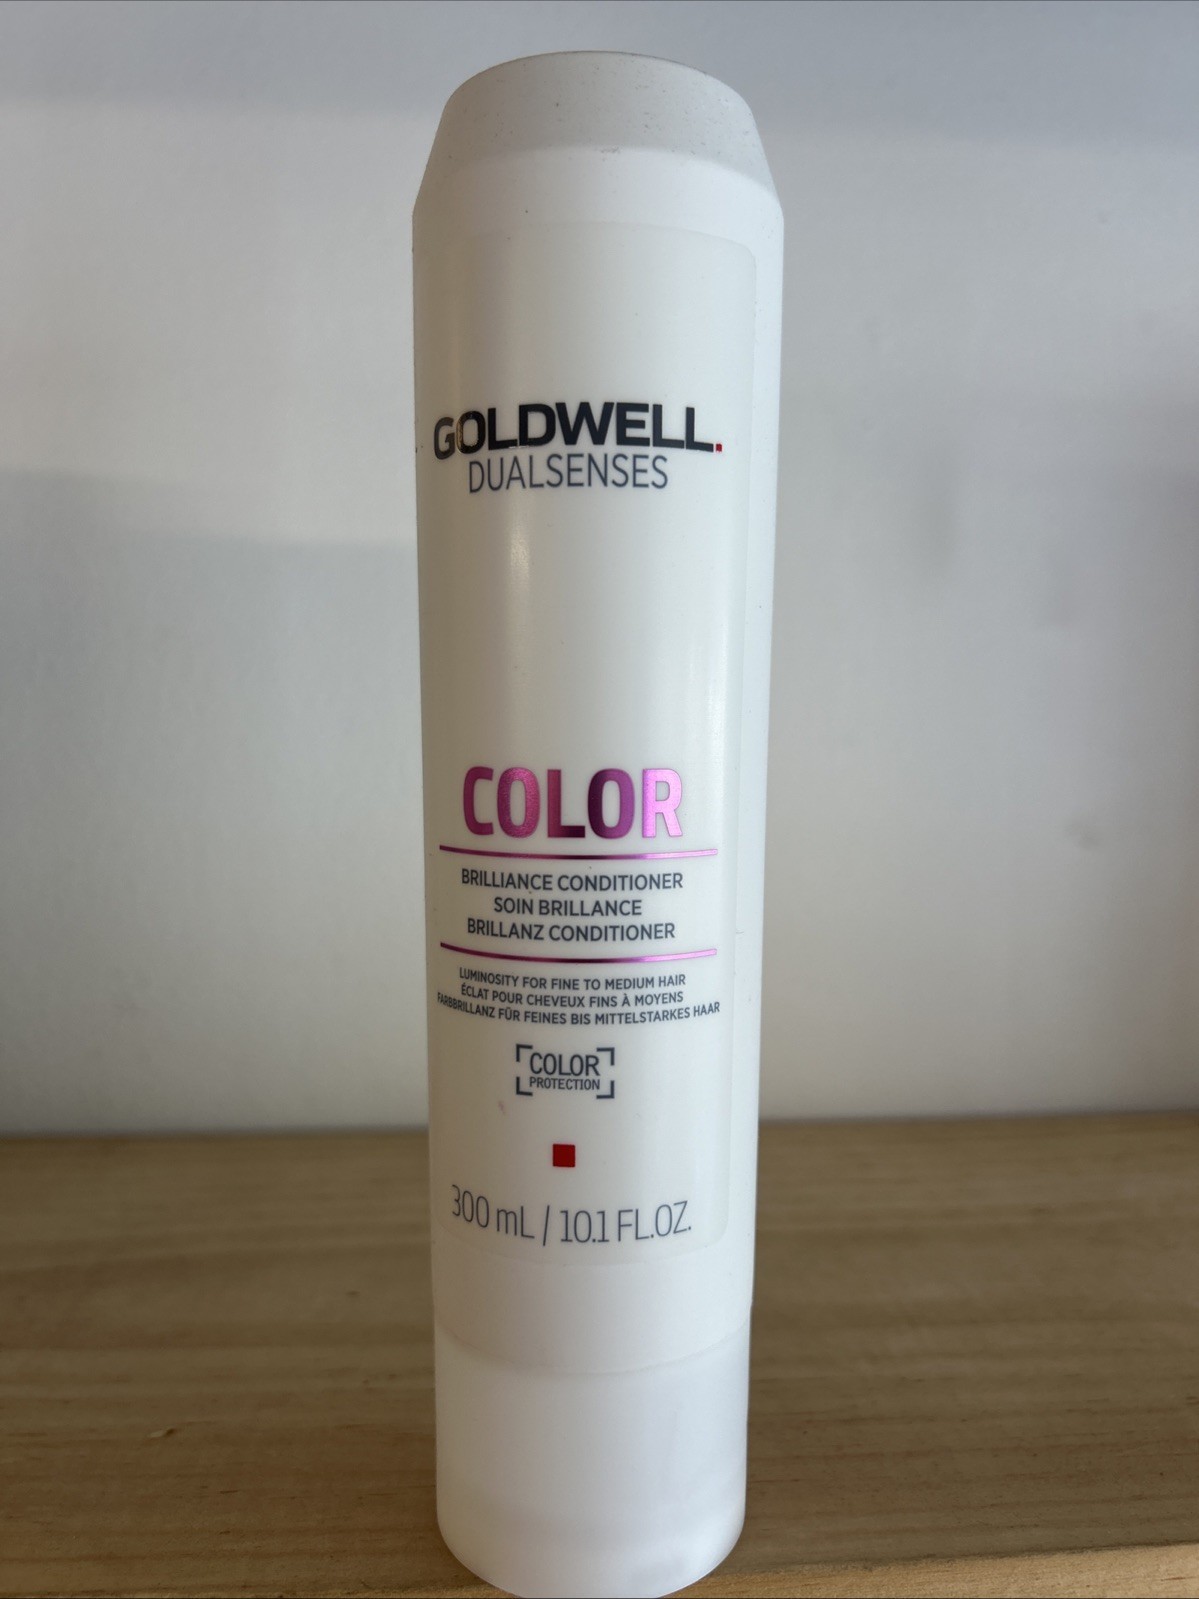 GOLDWELL.
DUALSENSES
COLOR
BRILLIANCE CONDITIONER
SOIN BRILLANCE
BRILLANZ CONDITIONER
LUMINOSITY FOR FINE TO MEDIUM HAIR
ÉCLAT POUR CHEVEUX FINS À MOYENS
FARBBRILLANZ FÜR FEINES BIS MITTELSTARKES HAAR
COLOR
PROTECTION
300 mL / 10.1 FL.OZ.